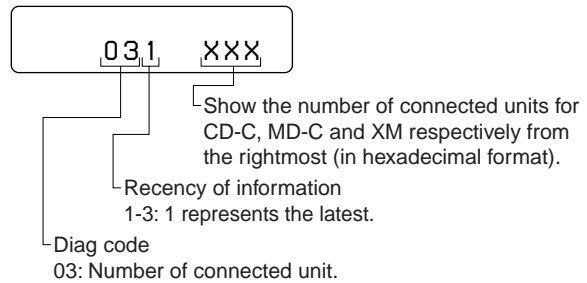 031 XXX
Show the number of connected units for
CD-C, MD-C and XM respectively from
the rightmost (in hexadecimal format).
Recency of information
1-3: 1 represents the latest.
Diag code
03: Number of connected unit.